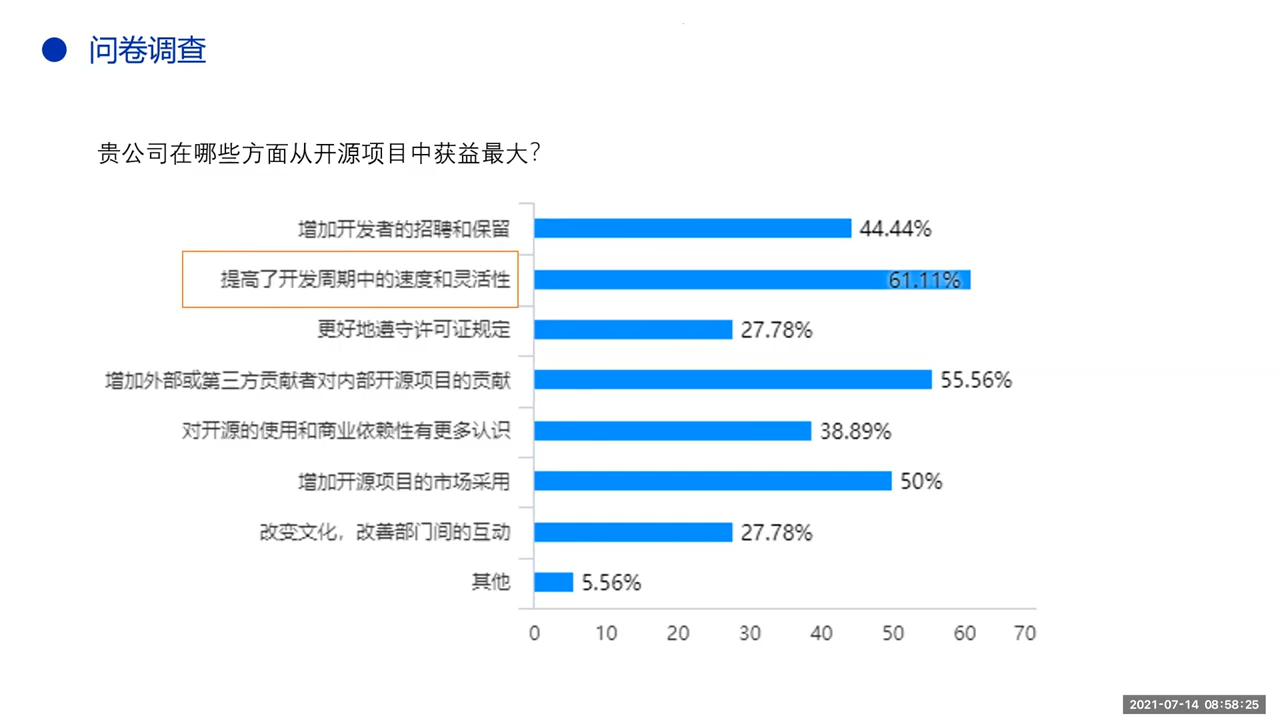 问卷调查
贵公司在哪些方面从开源项目中获益最大？
增加开发者的招聘和保留 44.44%
提高了开发周期中的速度和灵活性 61.11%
更好地遵守许可证规定 27.78%
增加外部或第三方贡献者对内部开源项目的贡献 55.56%
对开源的使用和商业依赖性有更多认识 38.89%
增加开源项目的市场采用 50%
改变文化，改善部门间的互动 27.78%
其他 5.56%
0 10 20 30 40 50 60 70
2021-07-14 08:58:25